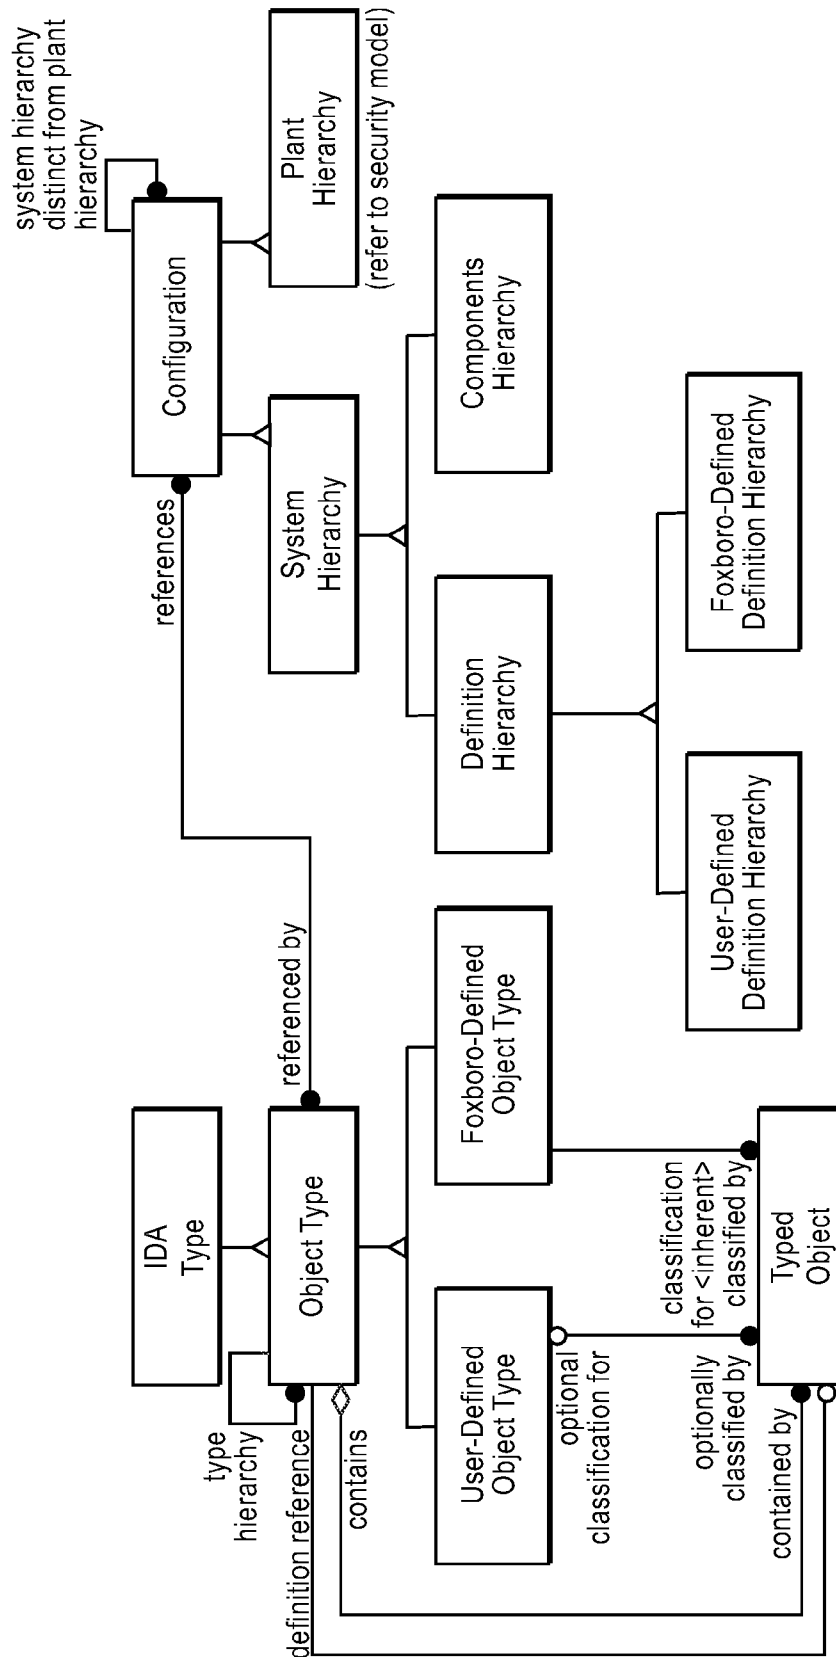 IDA
Type
type
hierarchy
Object Type
definition reference
contains
referenced by
references
User-Defined
Object Type
Foxboro-Defined
Object Type
optional
classification for
classification
for <inherent>
optionally
classified by
classified by
contained by
Typed
Object
system hierarchy
distinct from plant
hierarchy
Configuration
System
Hierarchy
Plant
Hierarchy
(refer to security model)
Definition
Hierarchy
Components
Hierarchy
User-Defined
Definition Hierarchy
Foxboro-Defined
Definition Hierarchy